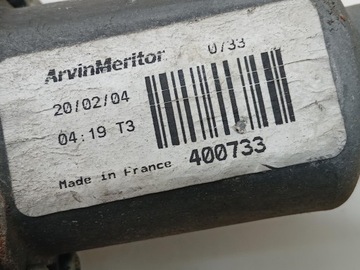 ArvinMeritor 0733
20/02/04
04:19 T3
400733
Made in France